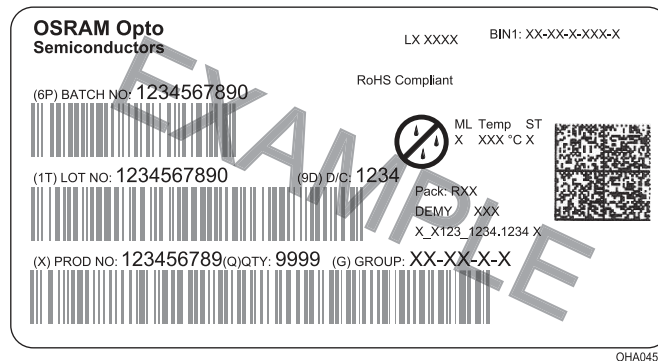 OSRAM Opto
Semiconductors
LX XXXX
BIN1: XX-XX-X-XXX-X
RoHS Compliant
(6P) BATCH NO: 1234567890
ML Temp ST
X XXX °C X
(1T) LOT NO: 1234567890 (9D) D/C: 1234
Pack: RXX
DEMY XXX
X_X123_1234.1234 X
(X) PROD NO: 123456789(Q)QTY: 9999 (G) GROUP: XX-XX-X-X
EXAMPLE
OHA045